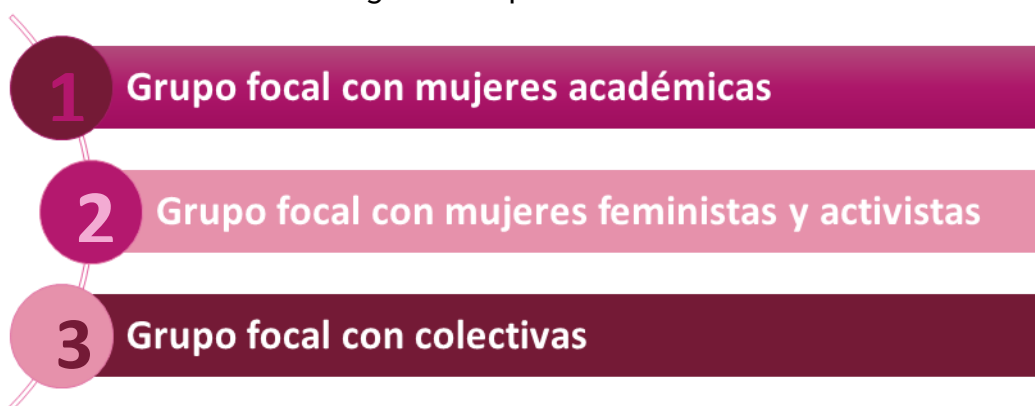 1
Grupo focal con mujeres académicas
2
Grupo focal con mujeres feministas y activistas
3
Grupo focal con colectivas